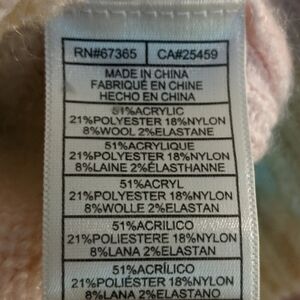 RN#67365 CA#25459
MADE IN CHINA
FABRIQUÉ EN CHINE
HECHO EN CHINA
51%ACRYLIC
21%POLYESTER 18%NYLON
8%WOOL 2%ELASTANE
51%ACRYLIQUE
21%POLYESTER 18%NYLON
8%LAINE 2%ÉLASTHANNE
51%ACRYL
21%POLYESTER 18%NYLON
8%WOLLE 2%ELASTAN
51%ACRILICO
21%POLIESTERE 18%NYLON
8%LANA 2%ELASTAN
51%ACRÍLICO
21%POLIÉSTER 18%NYLON
8%LANA 2%ELASTANO